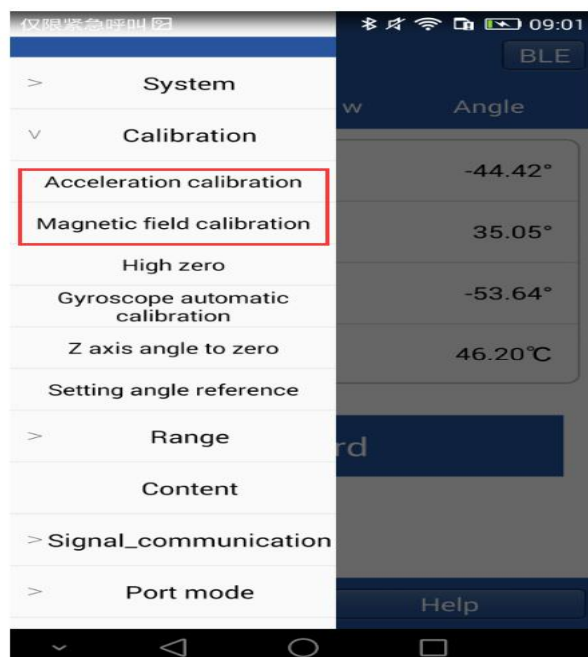 仅限紧急呼叫
09:01
BLE
> System
w
Angle
∨ Calibration
Acceleration calibration
-44.42°
Magnetic field calibration
35.05°
High zero
Gyroscope automatic
calibration
-53.64°
Z axis angle to zero
46.20℃
Setting angle reference
> Range
rd
Content
>Signal_communication
> Port mode
Help